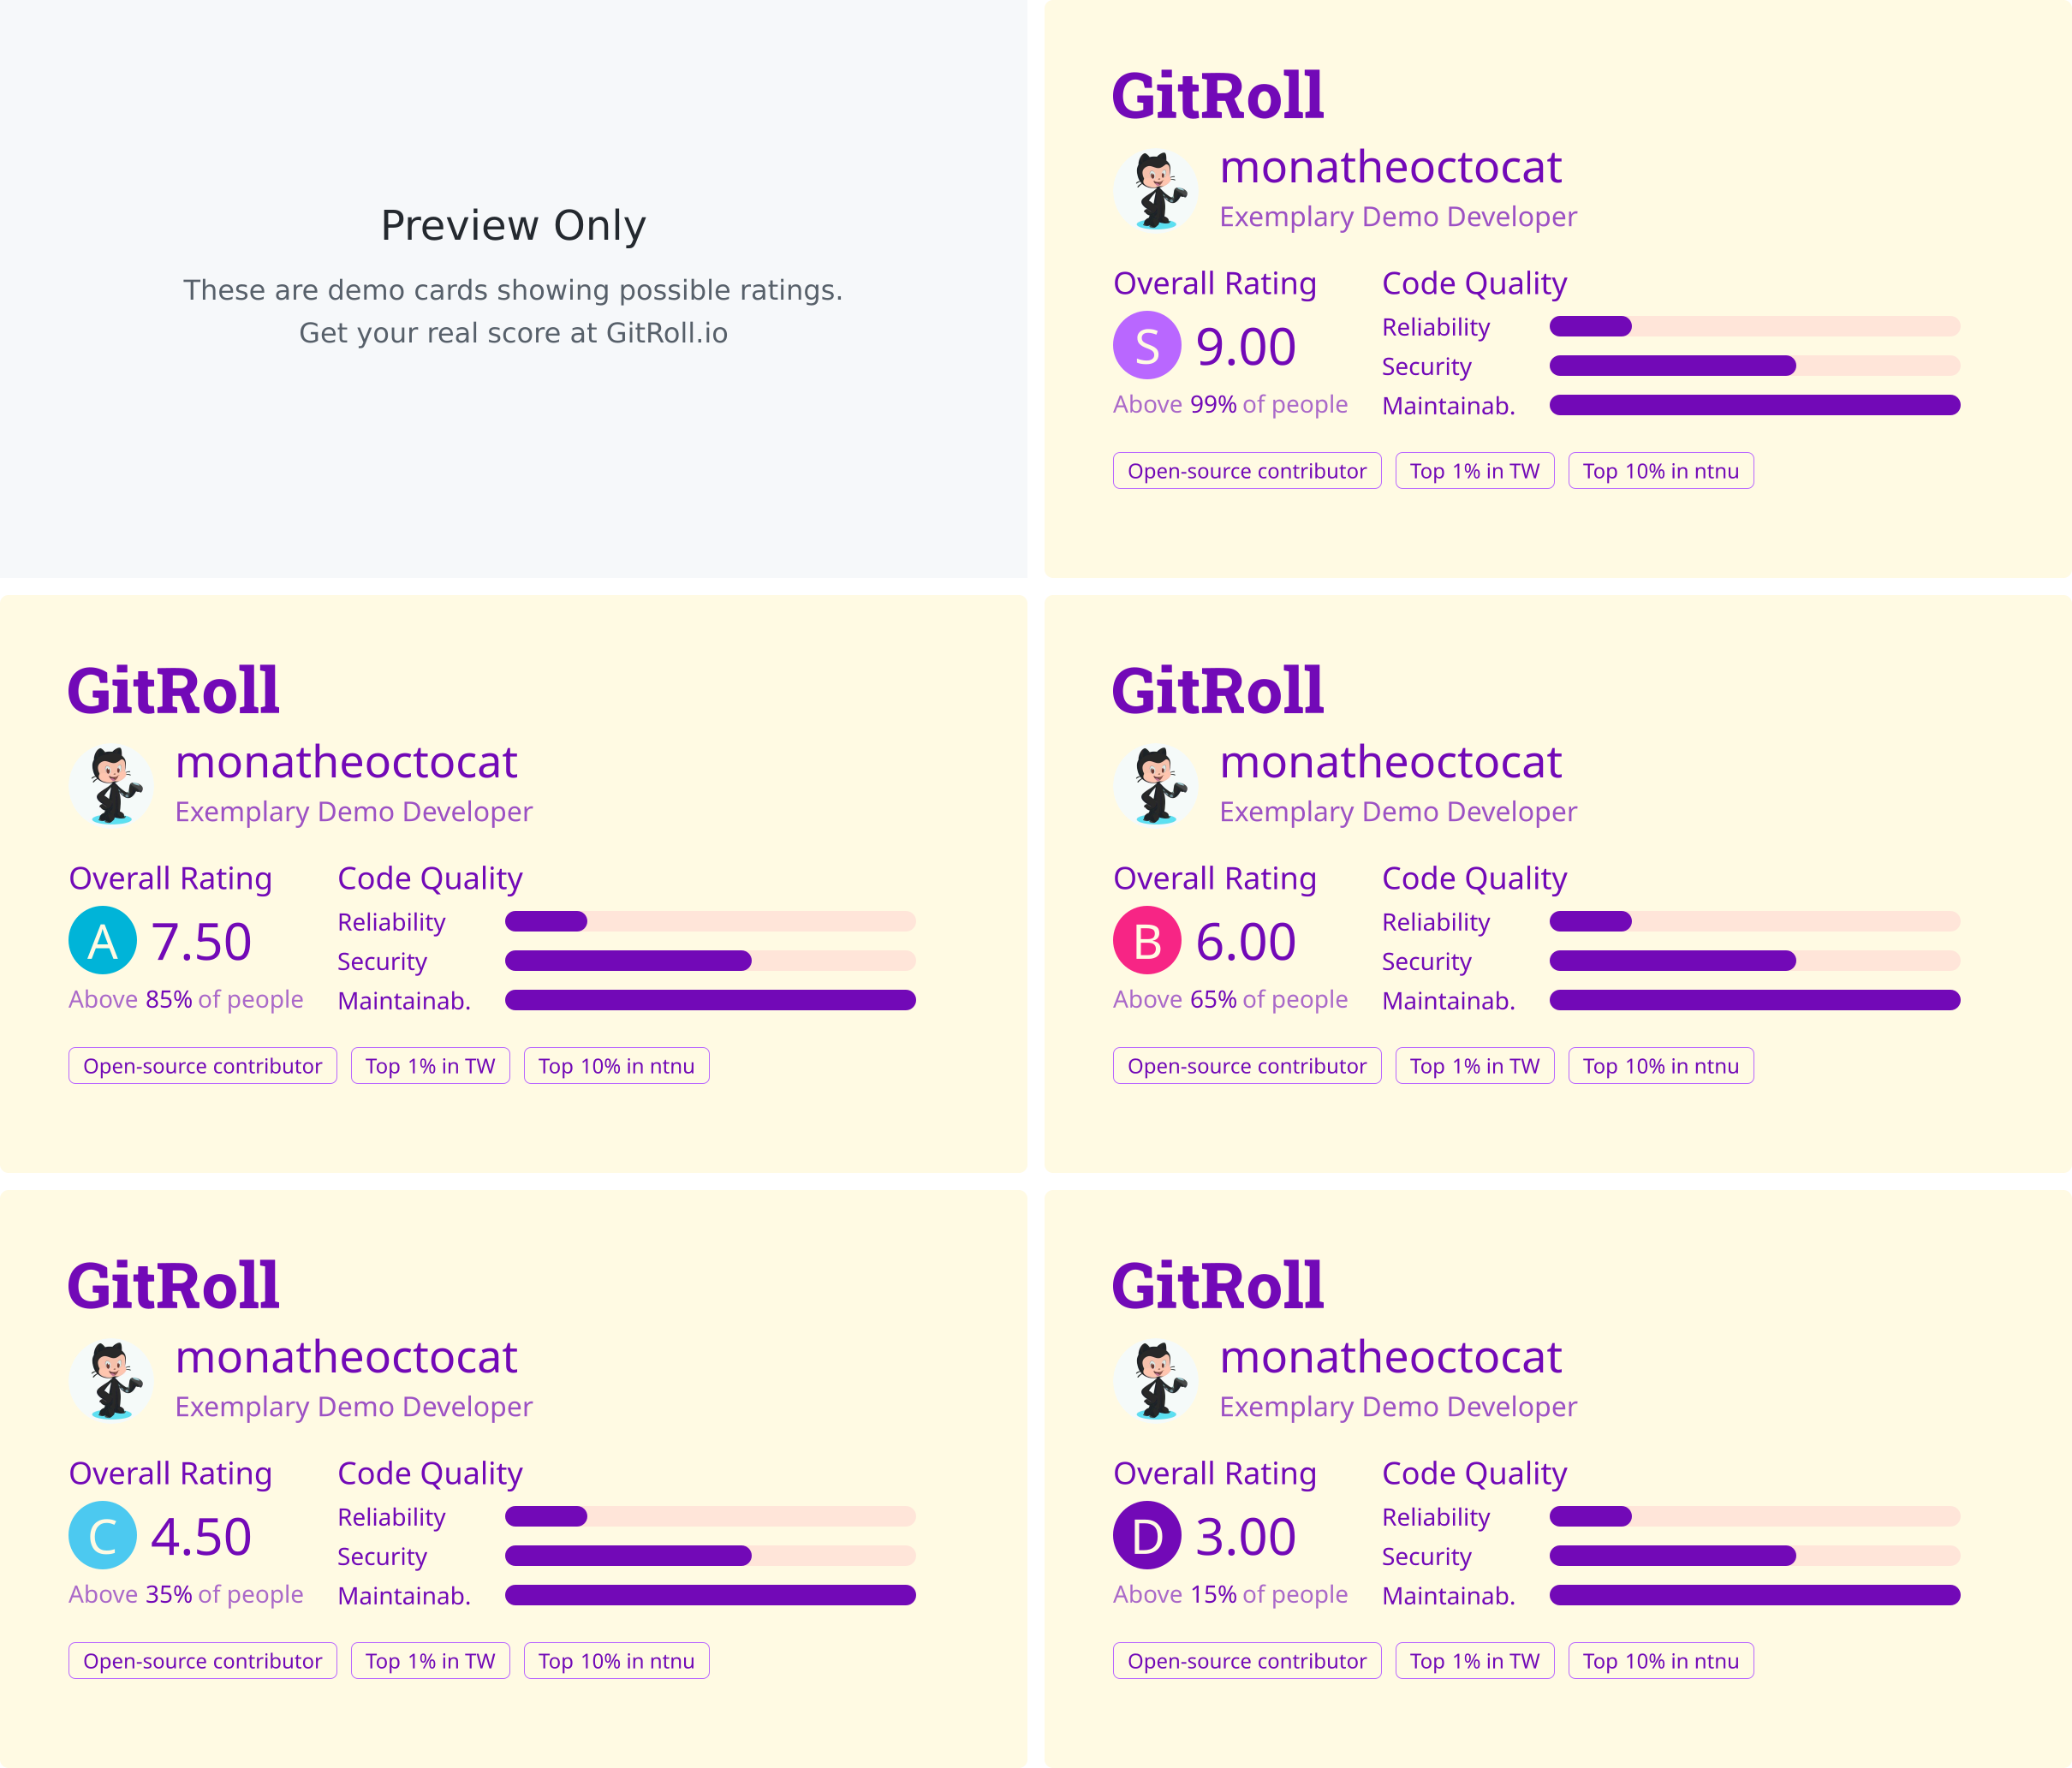 Preview Only
These are demo cards showing possible ratings.
Get your real score at GitRoll.io
GitRoll
monatheoctocat
Exemplary Demo Developer
Overall Rating
S 9.00
Above 99% of people
Code Quality
Reliability
Security
Maintainab.
Open-source contributor
Top 1% in TW
Top 10% in ntnu
GitRoll
monatheoctocat
Exemplary Demo Developer
Overall Rating
A 7.50
Above 85% of people
Code Quality
Reliability
Security
Maintainab.
Open-source contributor
Top 1% in TW
Top 10% in ntnu
GitRoll
monatheoctocat
Exemplary Demo Developer
Overall Rating
B 6.00
Above 65% of people
Code Quality
Reliability
Security
Maintainab.
Open-source contributor
Top 1% in TW
Top 10% in ntnu
GitRoll
monatheoctocat
Exemplary Demo Developer
Overall Rating
C 4.50
Above 35% of people
Code Quality
Reliability
Security
Maintainab.
Open-source contributor
Top 1% in TW
Top 10% in ntnu
GitRoll
monatheoctocat
Exemplary Demo Developer
Overall Rating
D 3.00
Above 15% of people
Code Quality
Reliability
Security
Maintainab.
Open-source contributor
Top 1% in TW
Top 10% in ntnu